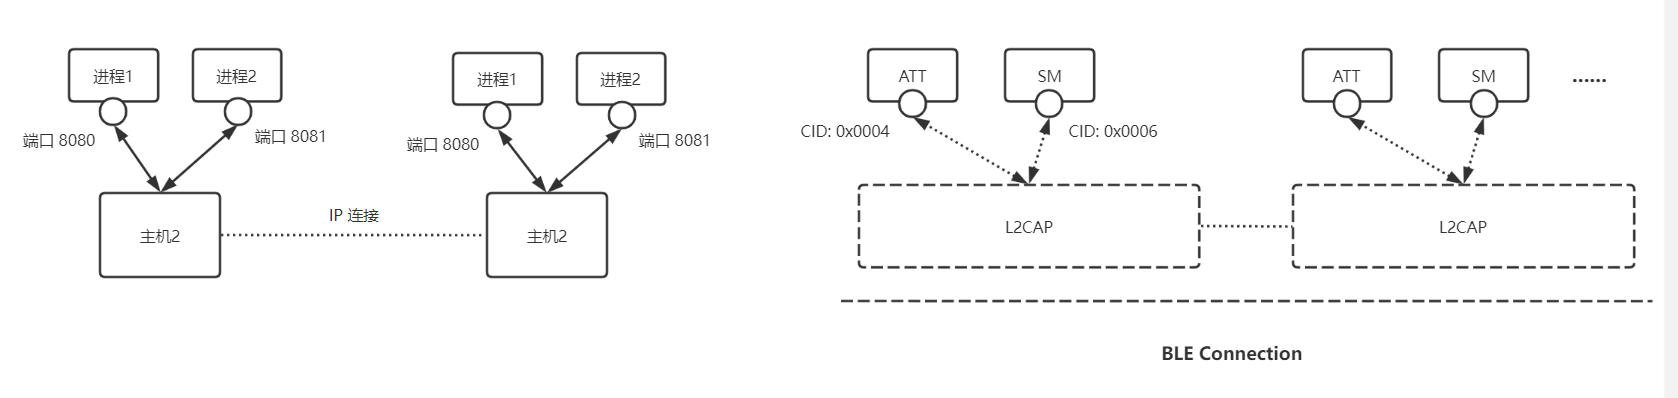 进程1
进程2
端口 8080
端口 8081
主机2
IP 连接
进程1
进程2
端口 8080
端口 8081
主机2
ATT
SM
CID: 0x0004
CID: 0x0006
L2CAP
ATT
SM
......
L2CAP
BLE Connection